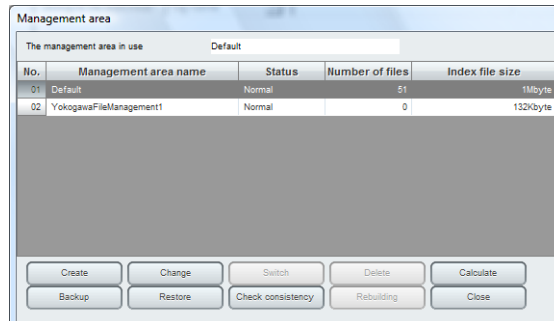 Management area
The management area in use Default
No. Management area name Status Number of files Index file size
01 Default Normal 51 1Mbyte
02 YokogawaFileManagement1 Normal 0 132Kbyte
Create Change Switch Delete Calculate
Backup Restore Check consistency Rebuilding Close